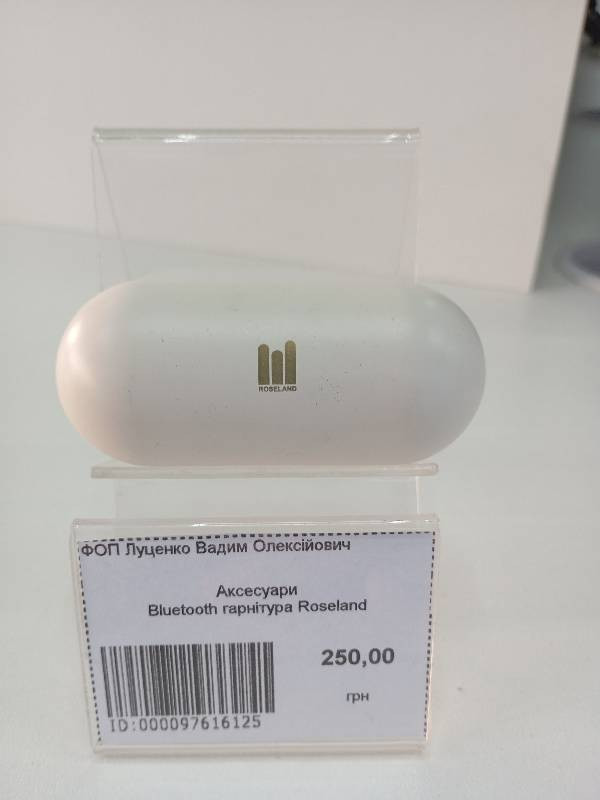 ROSELAND
ФОП Луценко Вадим Олексійович
Аксесуари
Bluetooth гарнітура Roseland
250,00
грн
ID:000097616125